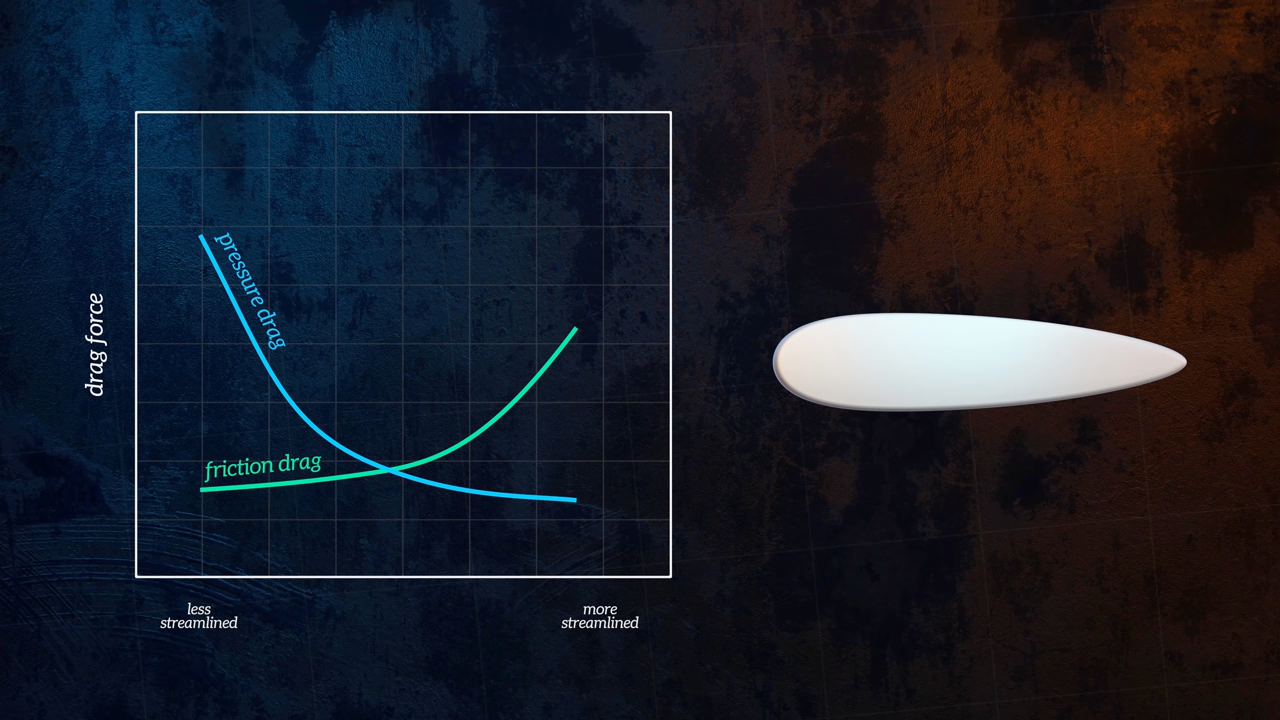 pressure drag
drag force
friction drag
less
streamlined
more
streamlined